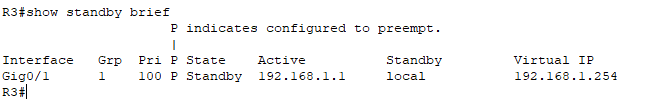 R3#show standby brief
P indicates configured to preempt.
|
Interface Grp Pri P State Active Standby Virtual IP
Gig0/1 1 100 P Standby 192.168.1.1 local 192.168.1.254
R3#